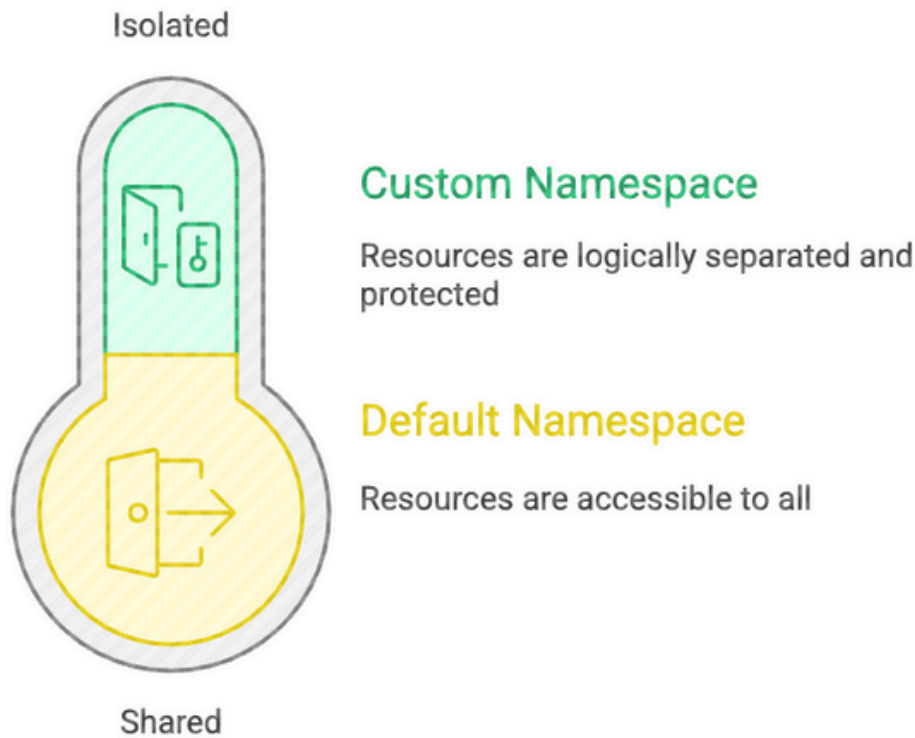 Isolated
Custom Namespace
Resources are logically separated and
protected
Default Namespace
Resources are accessible to all
Shared